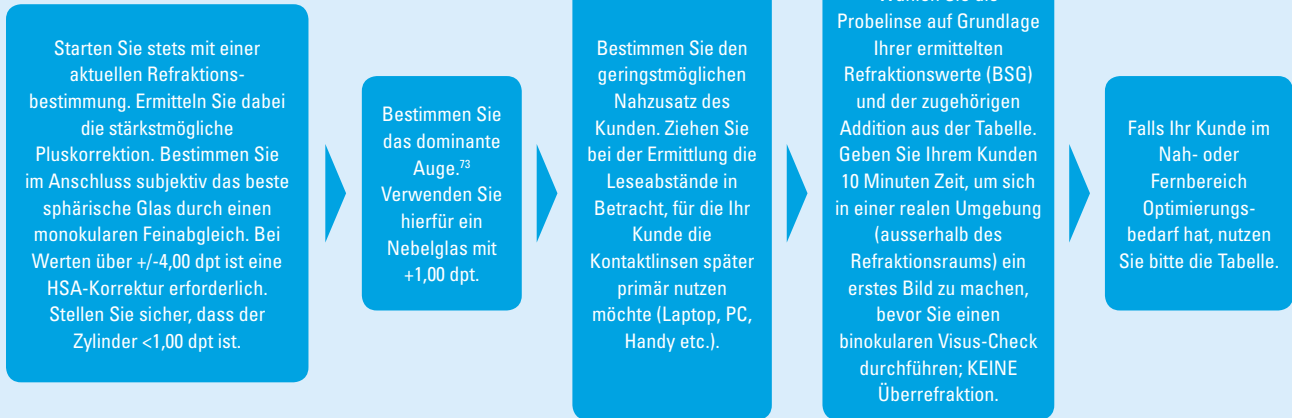 Starten Sie stets mit einer
aktuellen Refraktions-
bestimmung. Ermitteln Sie dabei
die stärkstmögliche
Pluskorrektion. Bestimmen Sie
im Anschluss subjektiv das beste
sphärische Glas durch einen
monokularen Feinabgleich. Bei
Werten über +/-4,00 dpt ist eine
HSA-Korrektur erforderlich.
Stellen Sie sicher, dass der
Zylinder <1,00 dpt ist.
Bestimmen Sie
das dominante
Auge.73
Verwenden Sie
hierfür ein
Nebelglas mit
+1,00 dpt.
Bestimmen Sie den
geringstmöglichen
Nahzusatz des
Kunden. Ziehen Sie
bei der Ermittlung die
Leseabstände in
Betracht, für die Ihr
Kunde die
Kontaktlinsen später
primär nutzen
möchte (Laptop, PC,
Handy etc.).
Wählen Sie die
Probelinse auf Grundlage
Ihrer ermittelten
Refraktionswerte (BSG)
und der zugehörigen
Addition aus der Tabelle.
Geben Sie Ihrem Kunden
10 Minuten Zeit, um sich
in einer realen Umgebung
(ausserhalb des
Refraktionsraums) ein
erstes Bild zu machen,
bevor Sie einen
binokularen Visus-Check
durchführen; KEINE
Überrefraktion.
Falls Ihr Kunde im
Nah- oder
Fernbereich
Optimierungs-
bedarf hat, nutzen
Sie bitte die Tabelle.